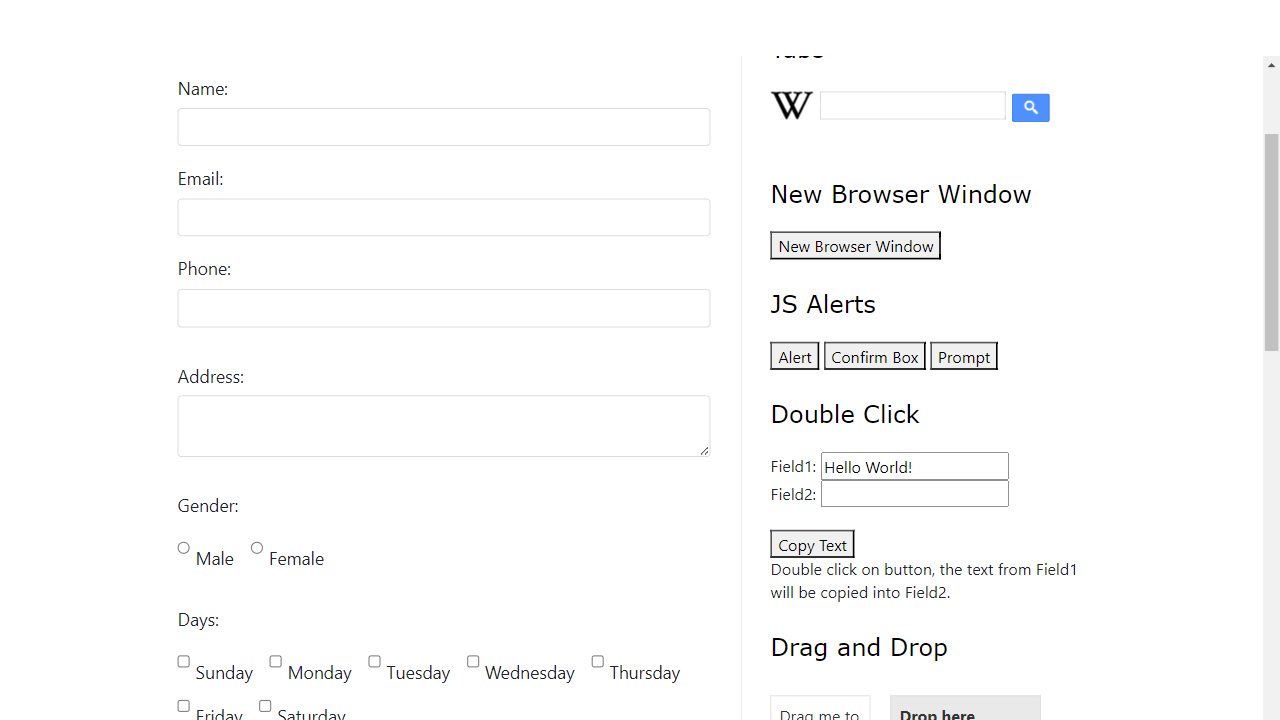 Name:
Email:
Phone:
Address:
Gender:
Male Female
Days:
Sunday Monday Tuesday Wednesday Thursday
Friday Saturday
W
New Browser Window
New Browser Window
JS Alerts
Alert Confirm Box Prompt
Double Click
Field1: Hello World!
Field2:
Copy Text
Double click on button, the text from Field1
will be copied into Field2.
Drag and Drop
Drag me to Drop here